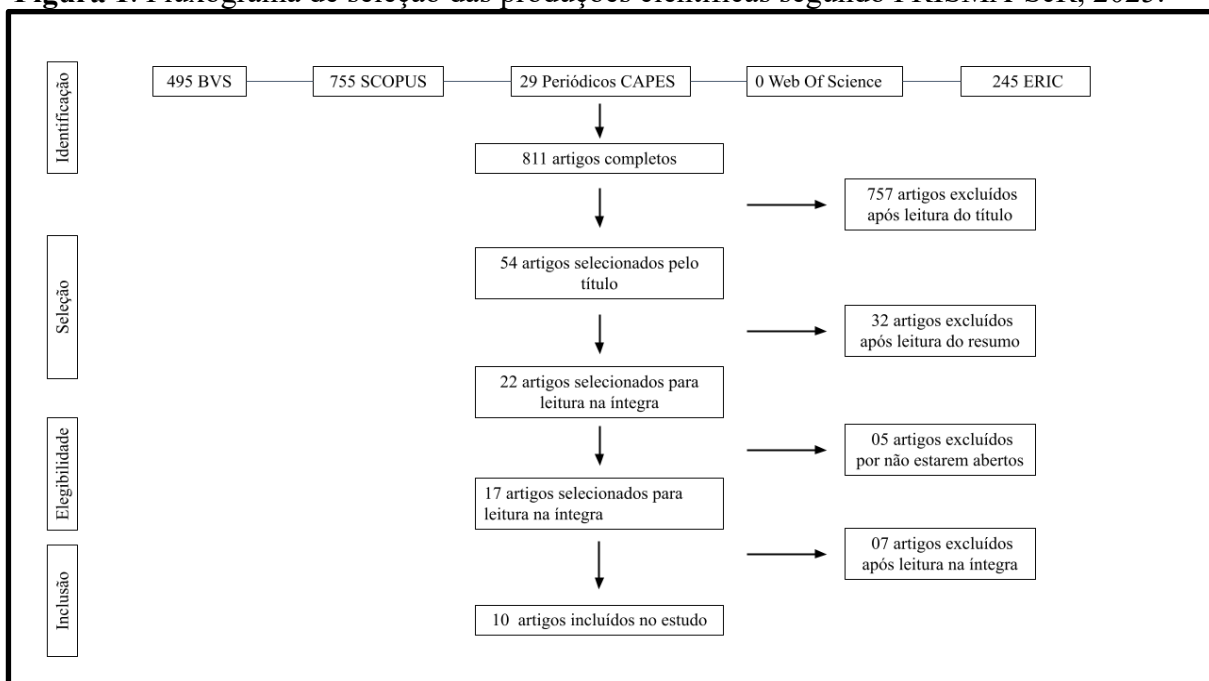 Figura 1. Fluxograma de seleção das produções científicas segundo PRISMA-ScR, 2023.
Identificação
495 BVS
755 SCOPUS
29 Periódicos CAPES
0 Web Of Science
245 ERIC
811 artigos completos
757 artigos excluídos
após leitura do título
Seleção
54 artigos selecionados pelo
título
32 artigos excluídos
após leitura do resumo
22 artigos selecionados para
leitura na íntegra
Elegibilidade
05 artigos excluídos
por não estarem abertos
17 artigos selecionados para
leitura na íntegra
Inclusão
07 artigos excluídos
após leitura na íntegra
10 artigos incluídos no estudo